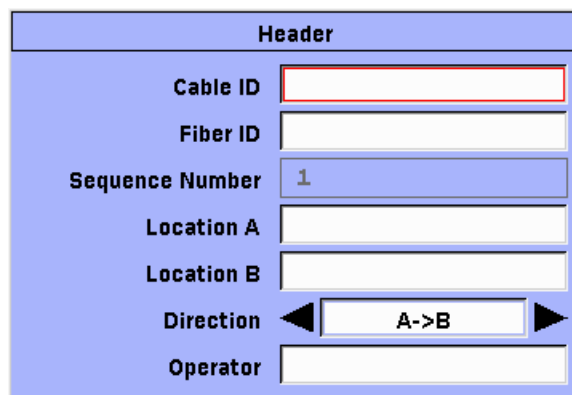 Header
Cable ID
Fiber ID
Sequence Number 1
Location A
Location B
Direction A->B
Operator